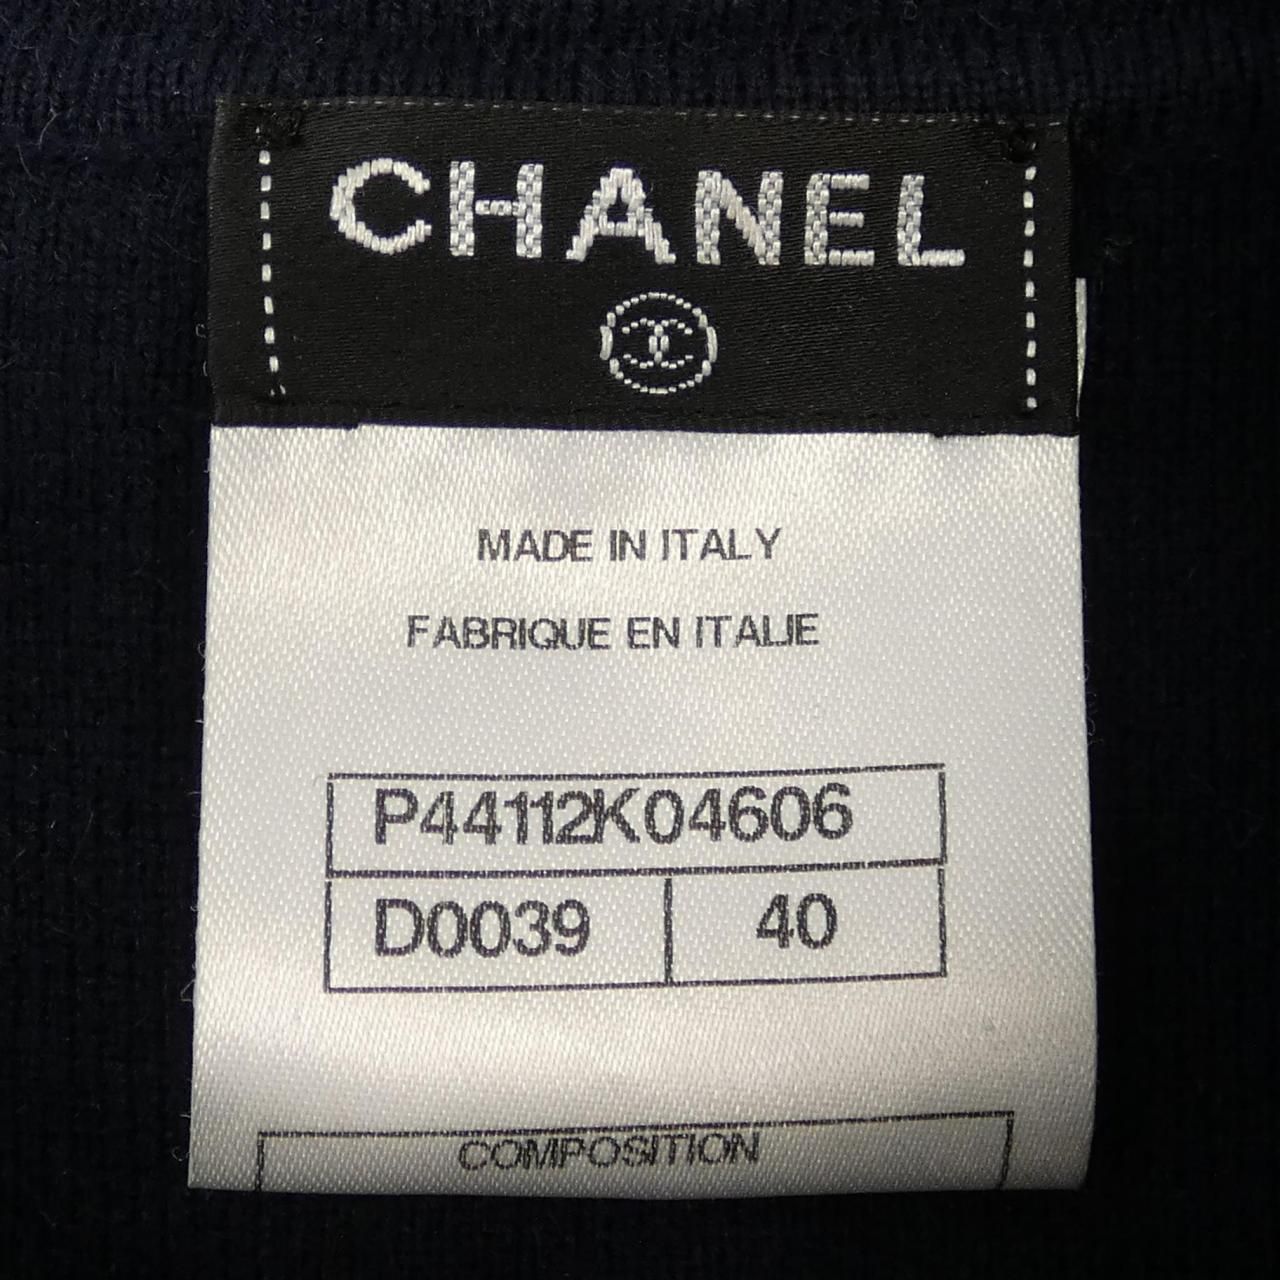 CHANEL
MADE IN ITALY
FABRIQUE EN ITALIE
P44112K04606
D0039 40
COMPOSITION